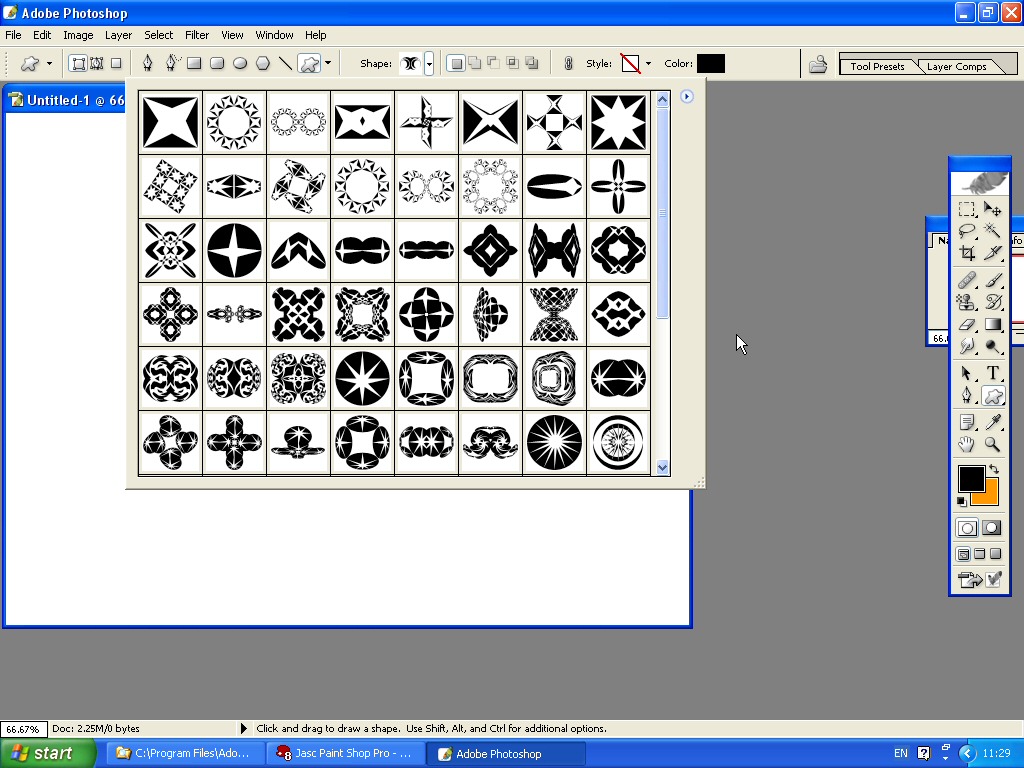 Adobe Photoshop
File Edit Image Layer Select Filter View Window Help
Shape: Style: Color: Tool Presets Layer Comps
Untitled-1 @ 66
Na
nfo
66.6
T
66.67% Doc: 2.25M/0 bytes Click and drag to draw a shape. Use Shift, Alt, and Ctrl for additional options.
start C:\Program Files\Ado... 8 Jasc Paint Shop Pro - ... Adobe Photoshop EN 11:29